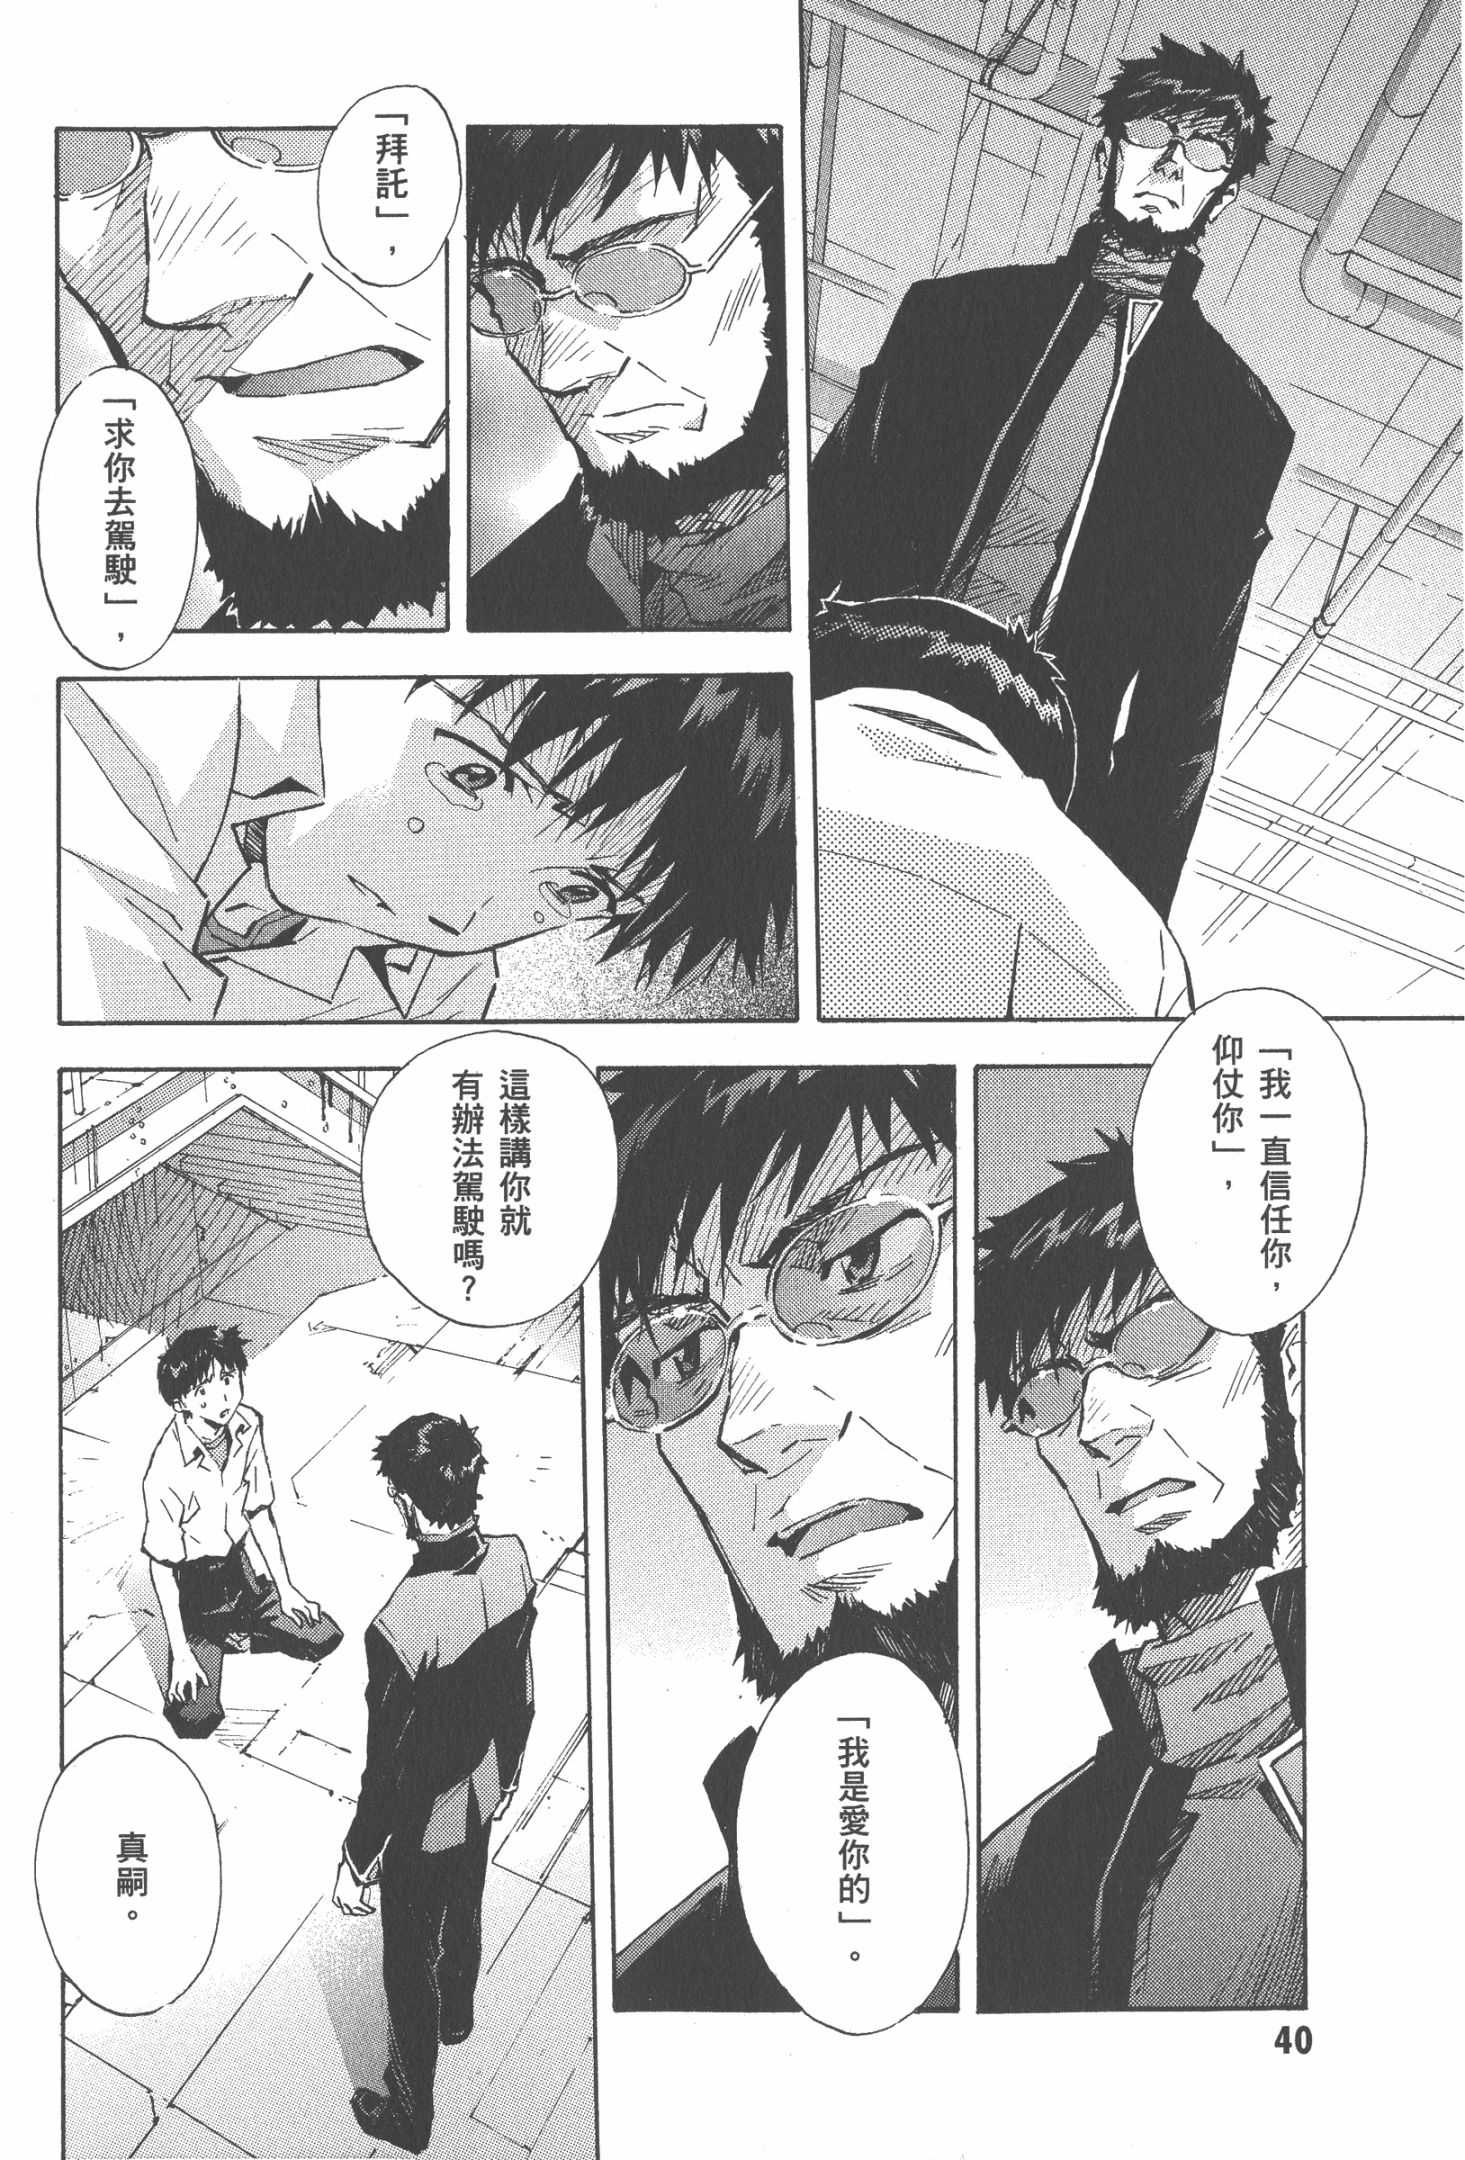 「拜託」，
「求你去駕駛」，
「我一直信任你，
仰仗你」，
「我是愛你的」。
這樣講你就
有辦法駕駛嗎？
真嗣。
40